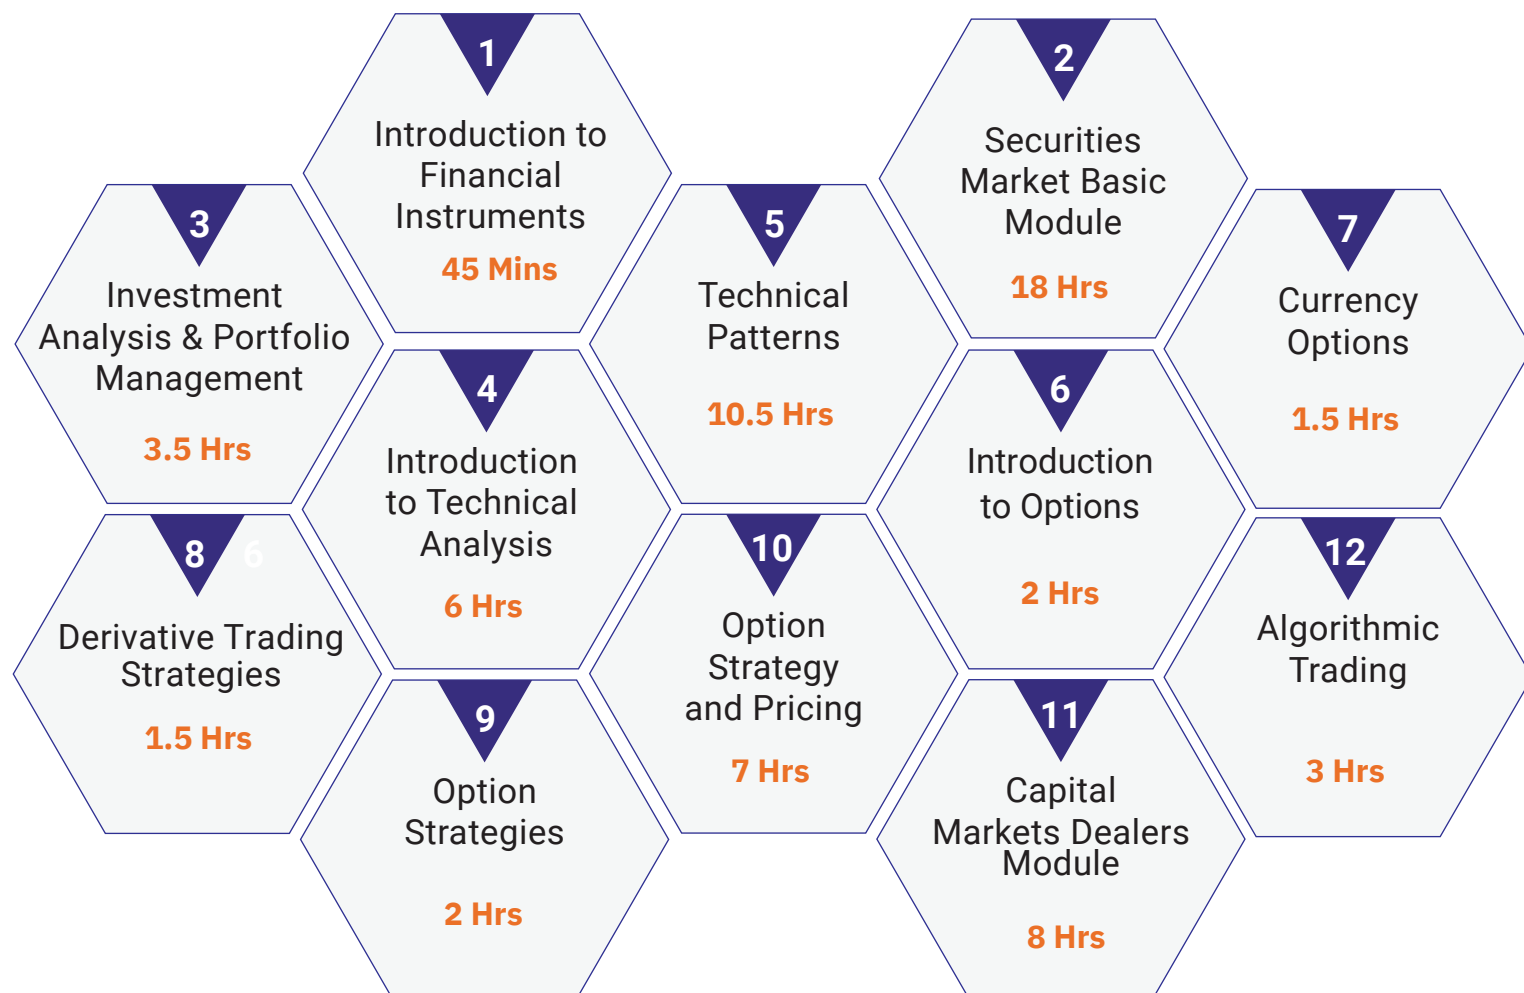 1
Introduction to
Financial
Instruments
45 Mins
2
Securities
Market Basic
Module
18 Hrs
3
Investment
Analysis & Portfolio
Management
3.5 Hrs
4
Introduction
to Technical
Analysis
6 Hrs
5
Technical
Patterns
10.5 Hrs
6
Introduction
to Options
2 Hrs
7
Currency
Options
1.5 Hrs
8 6
Derivative Trading
Strategies
1.5 Hrs
9
Option
Strategies
2 Hrs
10
Option
Strategy
and Pricing
7 Hrs
11
Capital
Markets Dealers
Module
8 Hrs
12
Algorithmic
Trading
3 Hrs